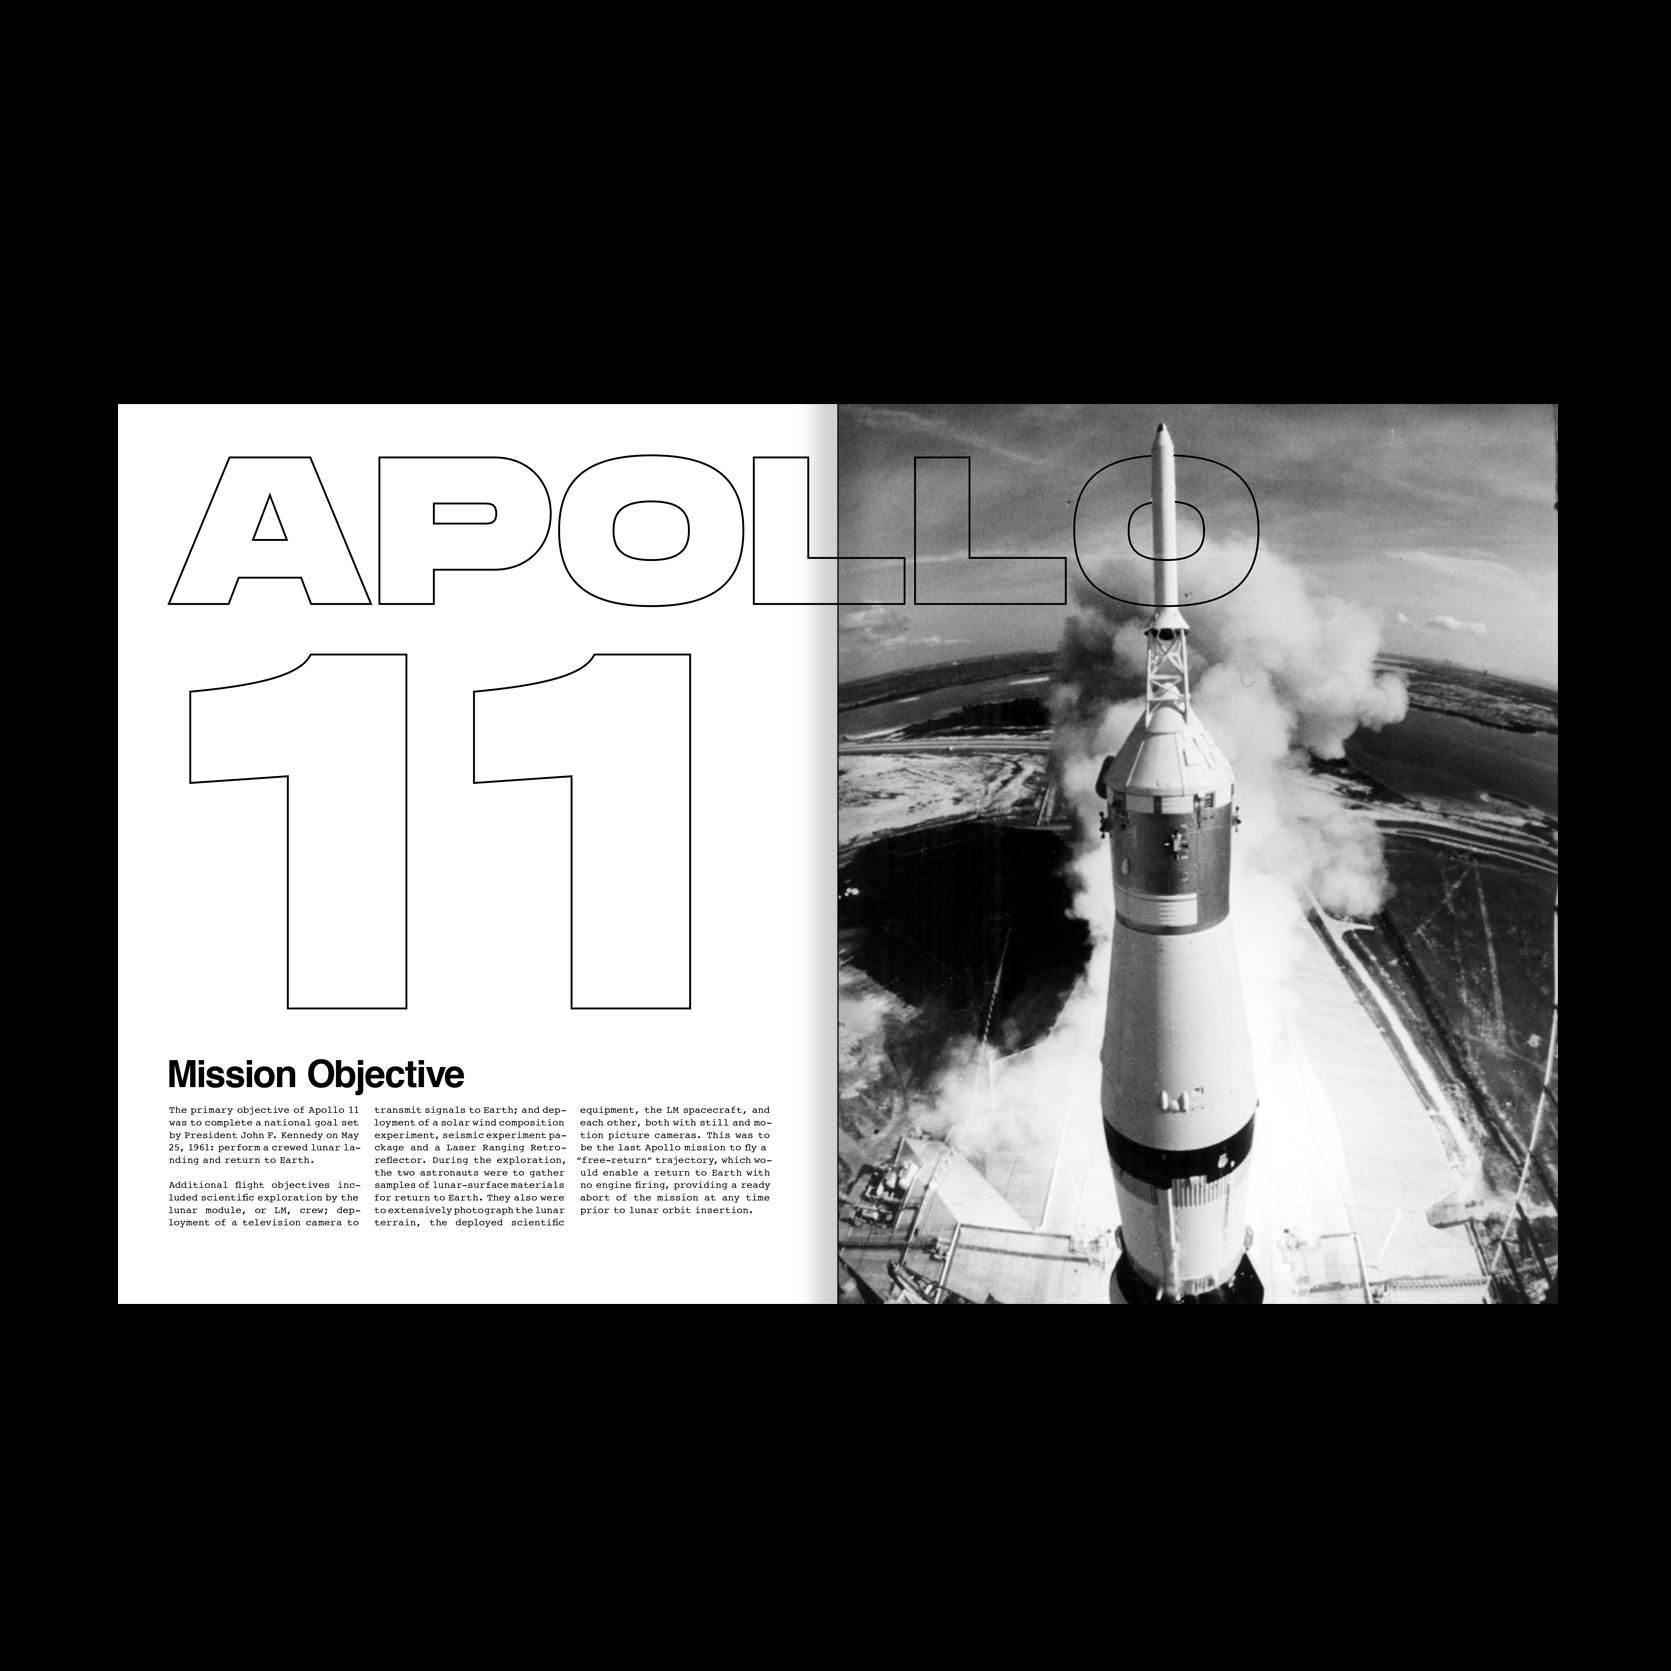 APOLLO
11
Mission Objective
The primary objective of Apollo 11
was to complete a national goal set
by President John F. Kennedy on May
25, 1961: perform a crewed lunar la-
nding and return to Earth.
Additional flight objectives inc-
luded scientific exploration by the
lunar module, or LM, crew; dep-
loyment of a television camera to
transmit signals to Earth; and dep-
loyment of a solar wind composition
experiment, seismic experiment pa-
ckage and a Laser Ranging Retro-
reflector. During the exploration,
the two astronauts were to gather
samples of lunar-surface materials
for return to Earth. They also were
to extensively photograph the lunar
terrain, the deployed scientific
equipment, the LM spacecraft, and
each other, both with still and mo-
tion picture cameras. This was to
be the last Apollo mission to fly a
"free-return" trajectory, which wo-
uld enable a return to Earth with
no engine firing, providing a ready
abort of the mission at any time
prior to lunar orbit insertion.